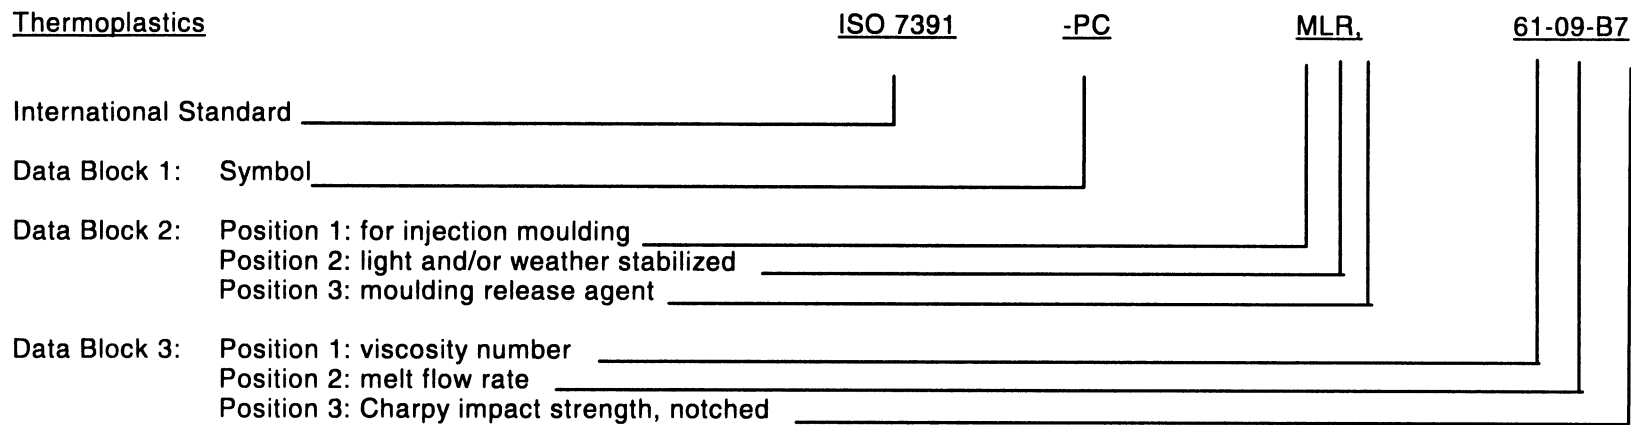 Thermoplastics ISO 7391 -PC MLR, 61-09-B7
International Standard
Data Block 1: Symbol
Data Block 2: Position 1: for injection moulding
Position 2: light and/or weather stabilized
Position 3: moulding release agent
Data Block 3: Position 1: viscosity number
Position 2: melt flow rate
Position 3: Charpy impact strength, notched